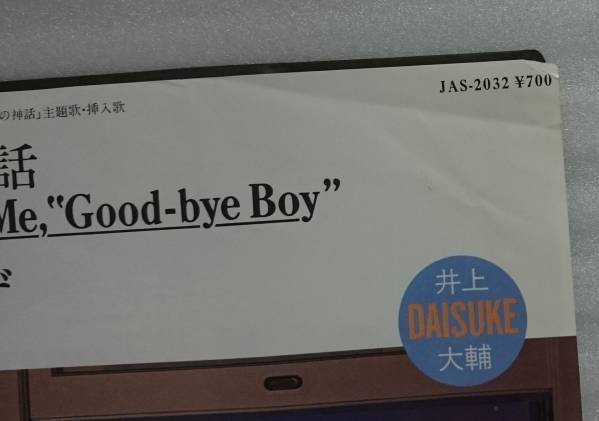 JAS-2032 ¥700
の神話」主題歌・挿入歌
話
Me,“Good-bye Boy”
ド
井上
DAISUKE
大輔